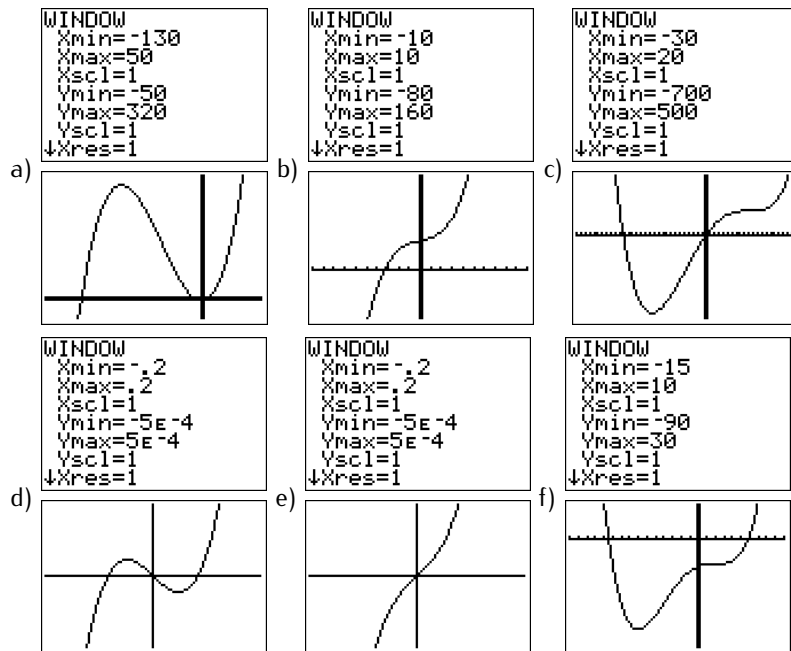 WINDOW
Xmin=-130
Xmax=50
Xscl=1
Ymin=-50
Ymax=320
Yscl=1
↓Xres=1
a)
WINDOW
Xmin=-10
Xmax=10
Xscl=1
Ymin=-80
Ymax=160
Yscl=1
↓Xres=1
b)
WINDOW
Xmin=-30
Xmax=20
Xscl=1
Ymin=-700
Ymax=500
Yscl=1
↓Xres=1
c)
WINDOW
Xmin=-.2
Xmax=.2
Xscl=1
Ymin=-5E-4
Ymax=5E-4
Yscl=1
↓Xres=1
d)
WINDOW
Xmin=-.2
Xmax=.2
Xscl=1
Ymin=-5E-4
Ymax=5E-4
Yscl=1
↓Xres=1
e)
WINDOW
Xmin=-15
Xmax=10
Xscl=1
Ymin=-90
Ymax=30
Yscl=1
↓Xres=1
f)